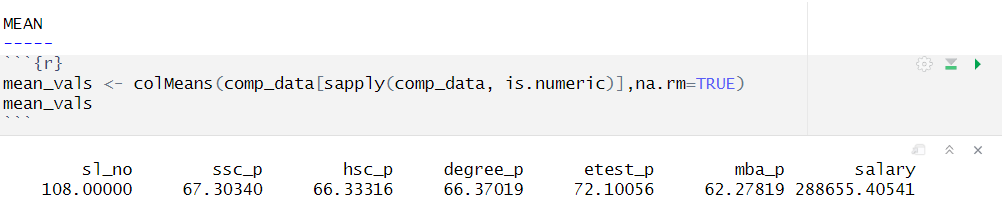 MEAN
-----
```{r}
mean_vals <- colMeans(comp_data[sapply(comp_data, is.numeric)],na.rm=TRUE)
mean_vals
```
sl_no ssc_p hsc_p degree_p etest_p mba_p salary
108.00000 67.30340 66.33316 66.37019 72.10056 62.27819 288655.40541